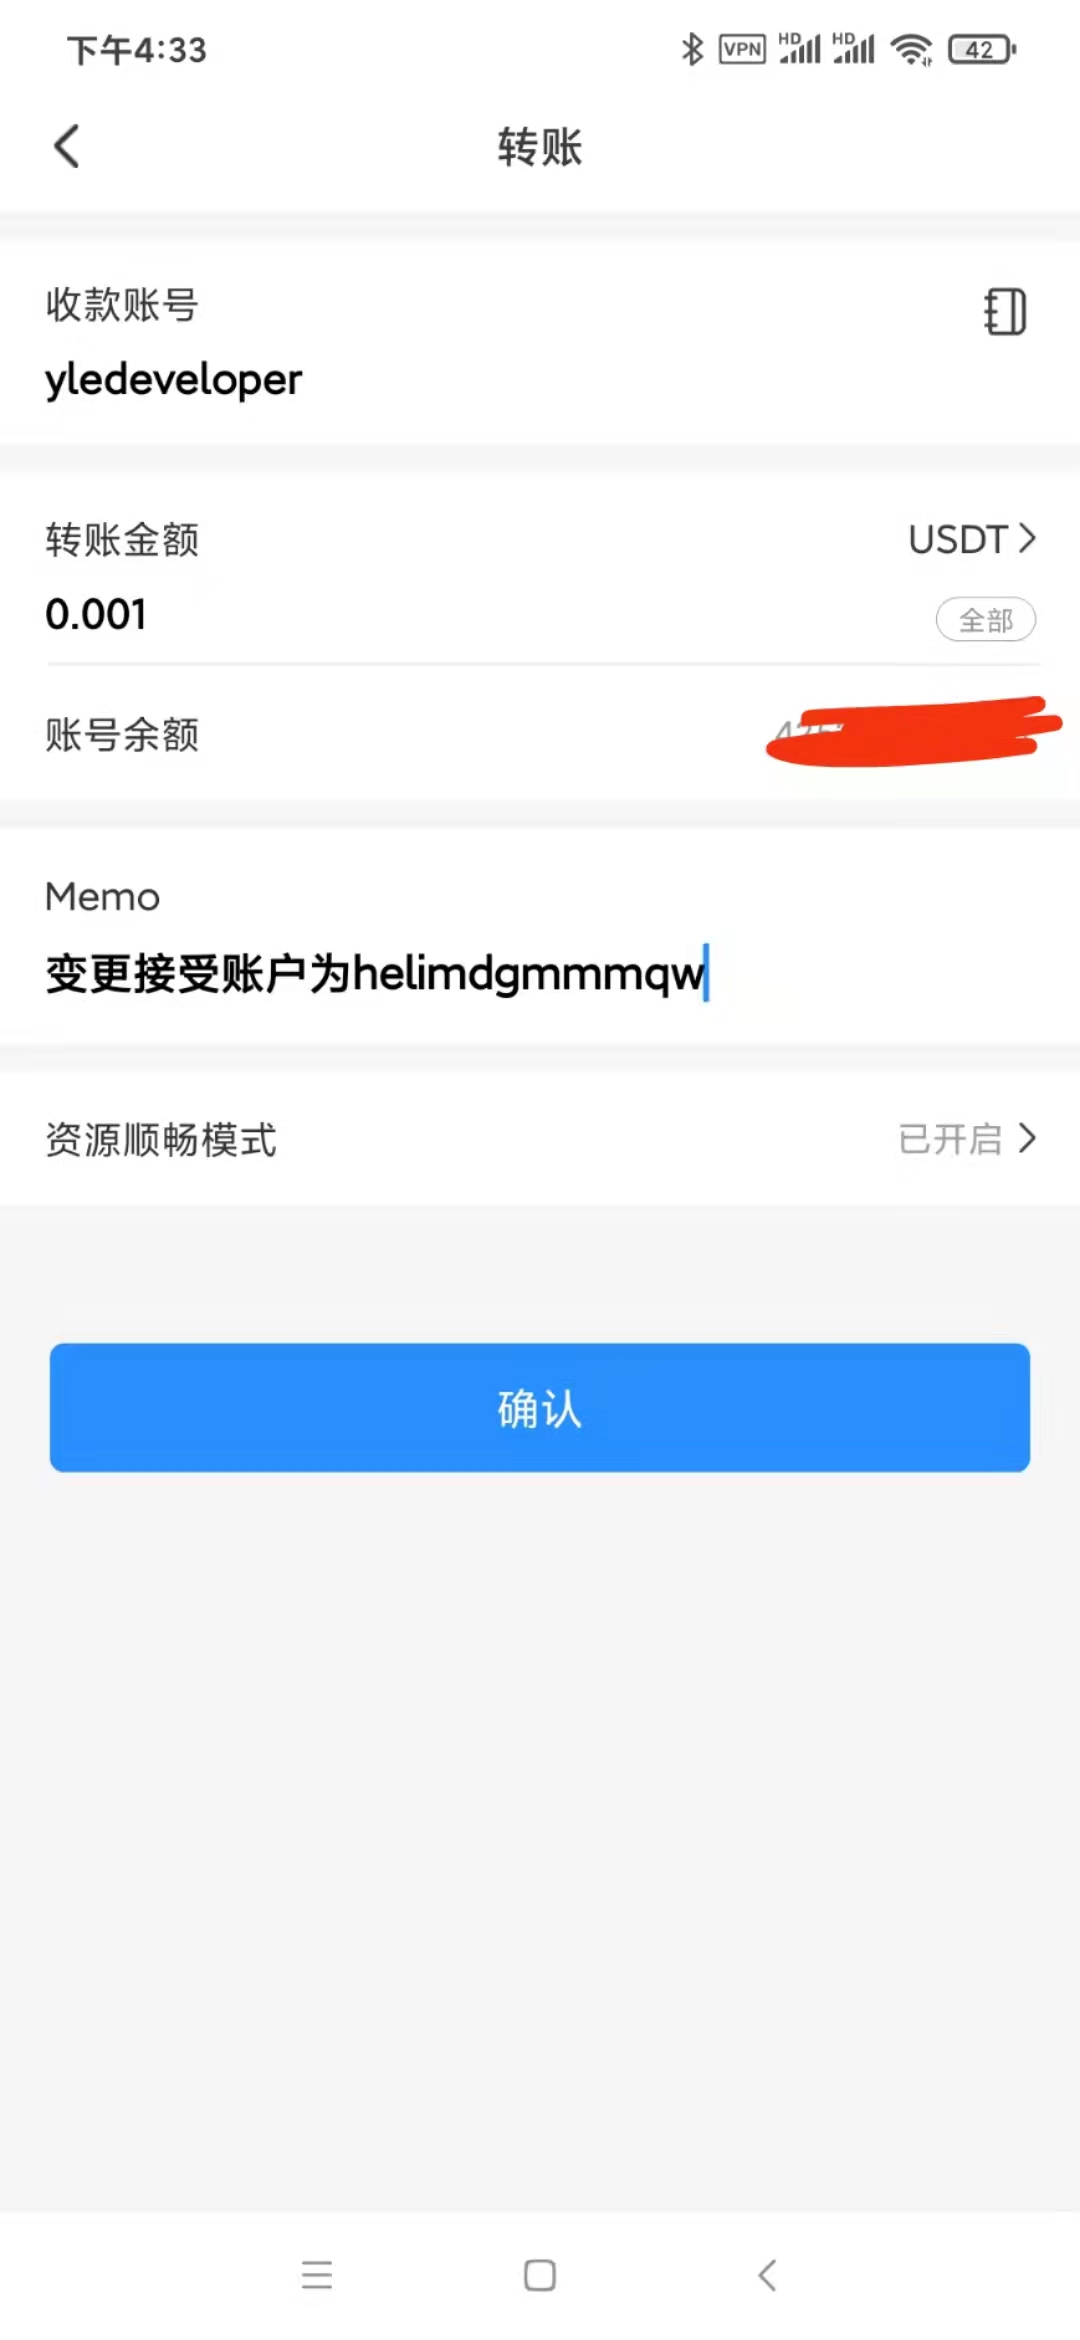 下午4:33
VPN HD HD 42
转账
收款账号
yledeveloper
转账金额
USDT
0.001
全部
账号余额
Memo
变更接受账户为helimdgmmmqw
资源顺畅模式
已开启
确认